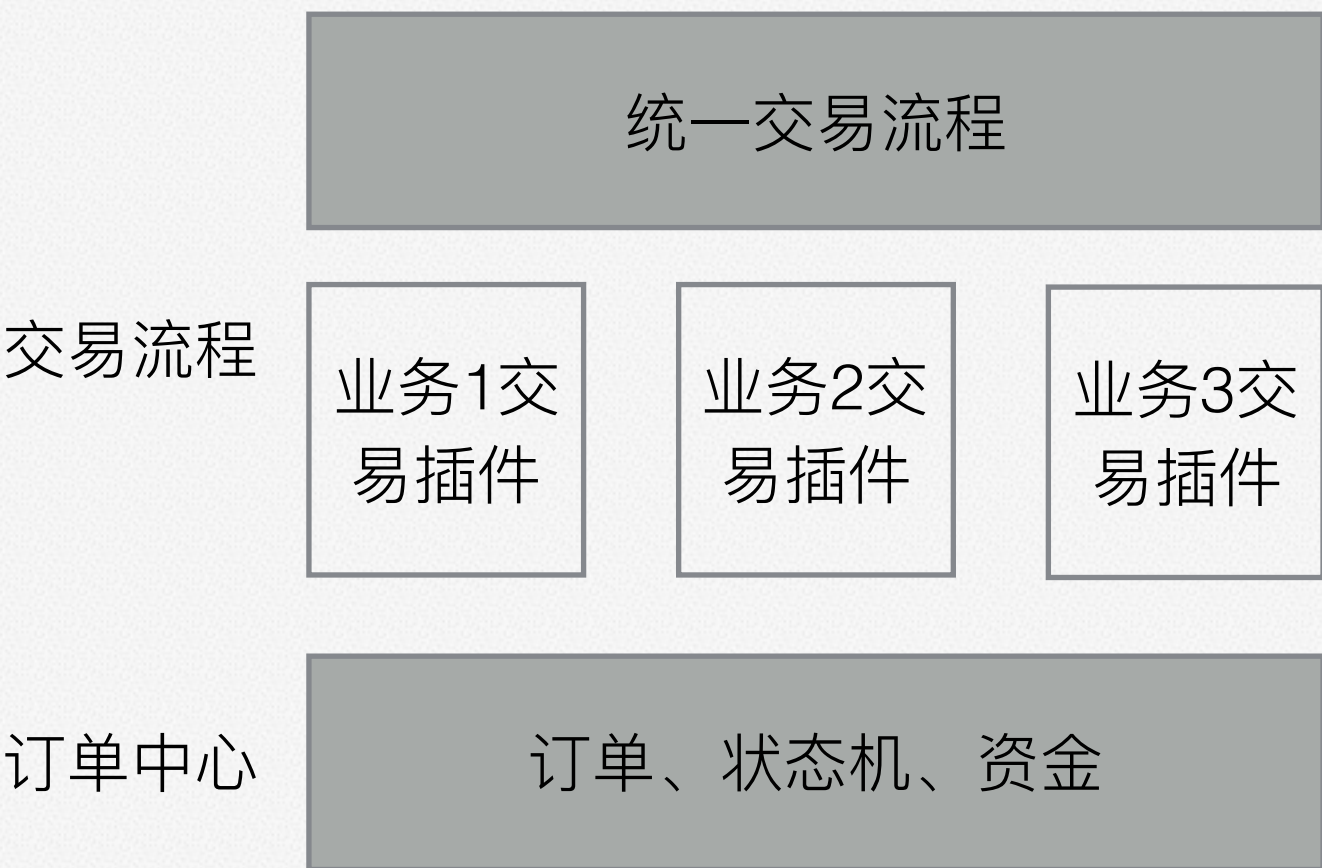 统一交易流程
交易流程
业务1交
易插件
业务2交
易插件
业务3交
易插件
订单中心
订单、状态机、资金